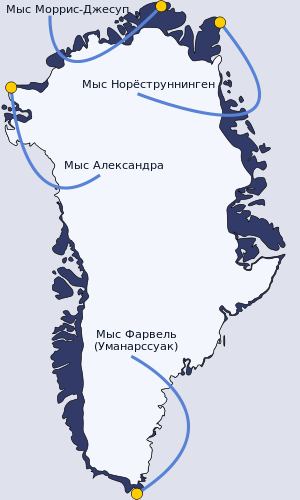 Мыс Моррис-Джесуп
Мыс Норёструннинген
Мыс Александра
Мыс Фарвель
(Уманарссуак)